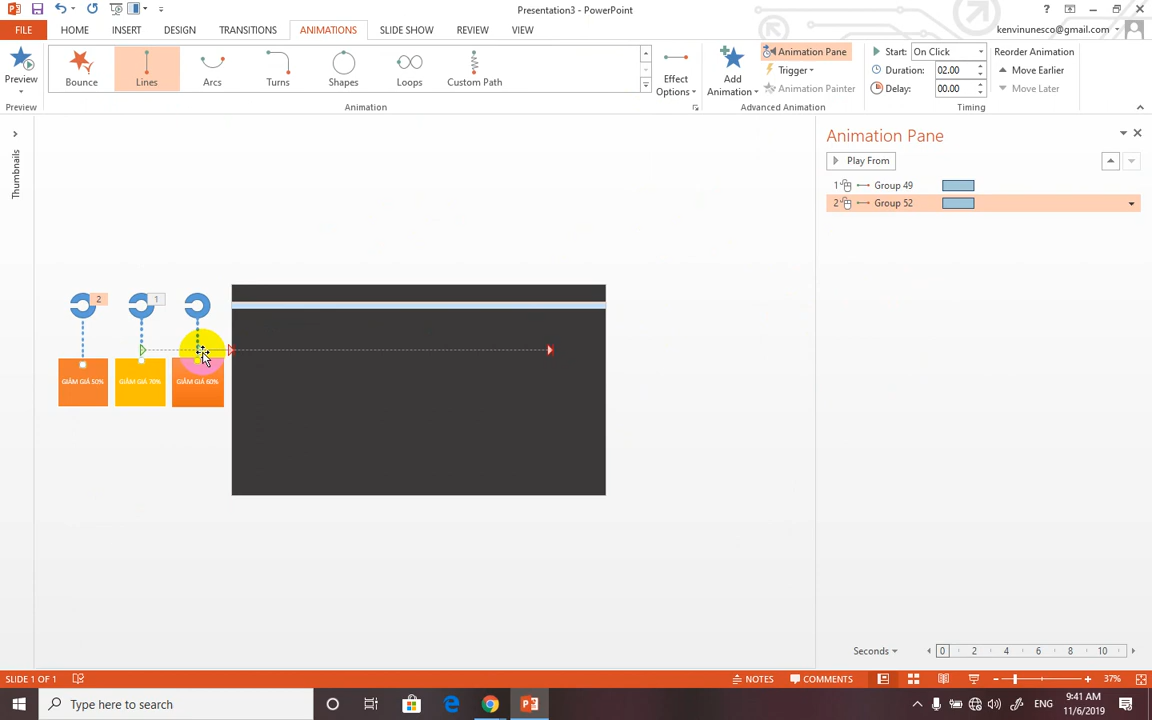 Presentation3 - PowerPoint
?
FILE
HOME
INSERT
DESIGN
TRANSITIONS
ANIMATIONS
SLIDE SHOW
REVIEW
VIEW
kenvinunesco@gmail.com
Preview
Preview
Bounce
Lines
Arcs
Turns
Shapes
Loops
Custom Path
Animation
Effect
Options
Add
Animation
Animation Pane
Trigger
Animation Painter
Advanced Animation
Start: On Click
Duration: 02.00
Delay: 00.00
Timing
Reorder Animation
Move Earlier
Move Later
Thumbnails
Animation Pane
Play From
1 Group 49
2 Group 52
2
1
GIẢM GIÁ 50%
GIẢM GIÁ 70%
GIẢM GIÁ 60%
Seconds
0 2 4 6 8 10
SLIDE 1 OF 1
NOTES
COMMENTS
37%
Type here to search
ENG
9:41 AM
11/6/2019